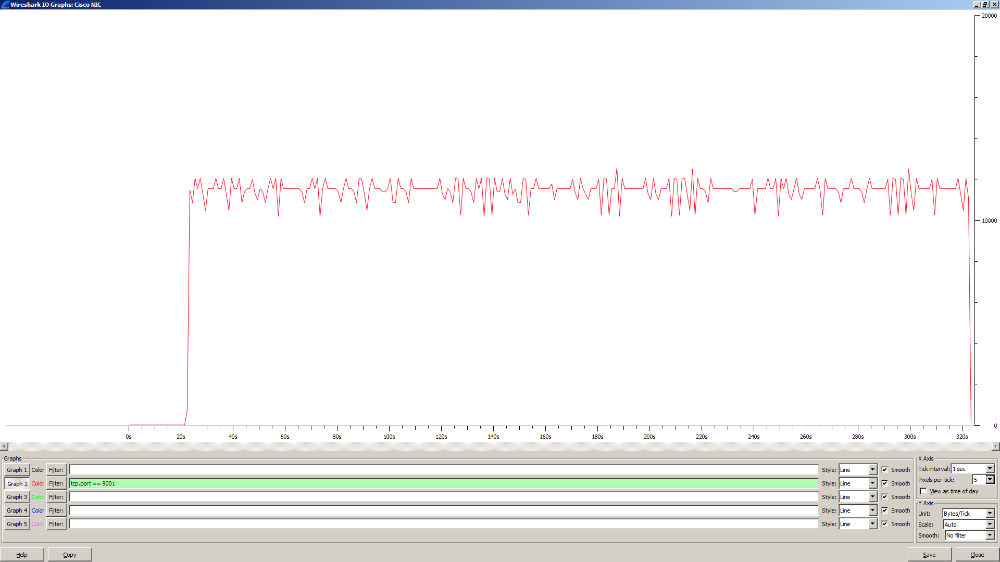 Wireshark IO Graphs: Cisco NIC
20000
10000
0
0s 20s 40s 60s 80s 100s 120s 140s 160s 180s 200s 220s 240s 260s 280s 300s 320s
Graphs
Graph 1 Color Filter: Style: Line Smooth
Graph 2 Color Filter: tcp.port == 9001 Style: Line Smooth
Graph 3 Color Filter: Style: Line Smooth
Graph 4 Color Filter: Style: Line Smooth
Graph 5 Color Filter: Style: Line Smooth
X Axis
Tick interval: 1 sec
Pixels per tick: 5
View as time of day
Y Axis
Unit: Bytes/Tick
Scale: Auto
Smooth: No filter
Help Copy Save Close